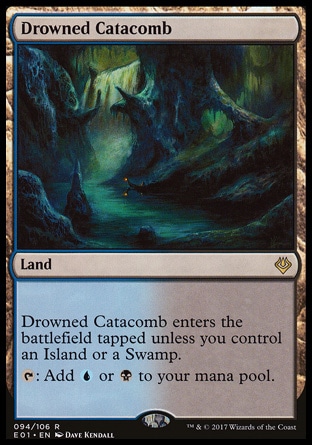 Drowned Catacomb
Land
Drowned Catacomb enters the
battlefield tapped unless you control
an Island or a Swamp.
: Add or to your mana pool.
094/106 R
E01 • EN Dave Kendall
™ & © 2017 Wizards of the Coast